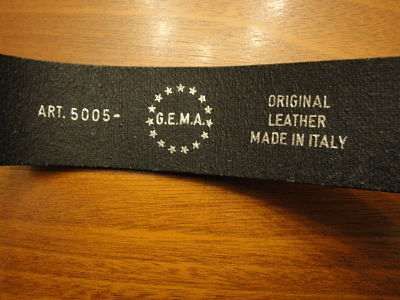 ART. 5005-
G.E.M.A.
ORIGINAL
LEATHER
MADE IN ITALY